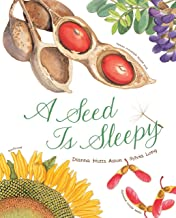 A Seed
Is Sleepy
Dianna Hutts Aston Sylvia Long